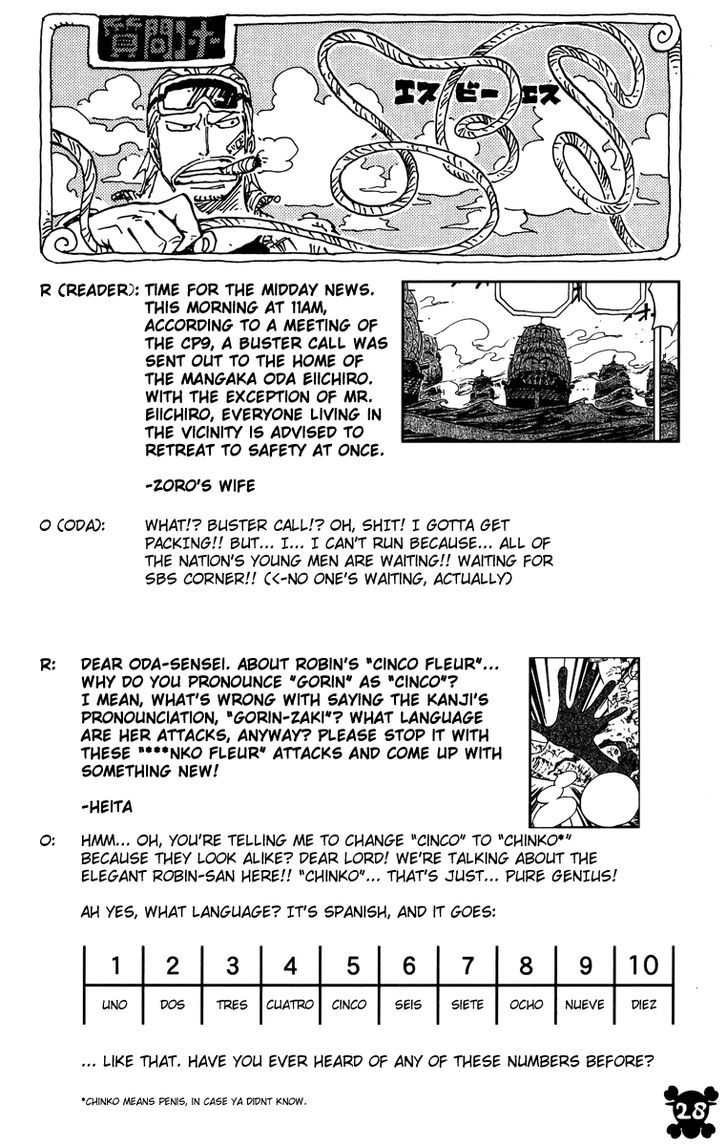 質問コーナー
エス ビー エス
R (READER): TIME FOR THE MIDDAY NEWS.
THIS MORNING AT 11AM,
ACCORDING TO A MEETING OF
THE CP9, A BUSTER CALL WAS
SENT OUT TO THE HOME OF
THE MANGAKA ODA EIICHIRO.
WITH THE EXCEPTION OF MR.
EIICHIRO, EVERYONE LIVING IN
THE VICINITY IS ADVISED TO
RETREAT TO SAFETY AT ONCE.
-ZORO'S WIFE
O (ODA): WHAT!? BUSTER CALL!? OH, SHIT! I GOTTA GET
PACKING!! BUT... I... I CAN'T RUN BECAUSE... ALL OF
THE NATION'S YOUNG MEN ARE WAITING!! WAITING FOR
SBS CORNER!! (<-NO ONE'S WAITING, ACTUALLY)
R: DEAR ODA-SENSEI. ABOUT ROBIN'S "CINCO FLEUR"...
WHY DO YOU PRONOUNCE "GORIN" AS "CINCO"?
I MEAN, WHAT'S WRONG WITH SAYING THE KANJI'S
PRONOUNCIATION, "GORIN-ZAKI"? WHAT LANGUAGE
ARE HER ATTACKS, ANYWAY? PLEASE STOP IT WITH
THESE "***NKO FLEUR" ATTACKS AND COME UP WITH
SOMETHING NEW!
-HEITA
O: HMM... OH, YOU'RE TELLING ME TO CHANGE "CINCO" TO "CHINKO*"
BECAUSE THEY LOOK ALIKE? DEAR LORD! WE'RE TALKING ABOUT THE
ELEGANT ROBIN-SAN HERE!! "CHINKO"... THAT'S JUST... PURE GENIUS!
AH YES, WHAT LANGUAGE? IT'S SPANISH, AND IT GOES:
1 2 3 4 5 6 7 8 9 10
UNO DOS TRES CUATRO CINCO SEIS SIETE OCHO NUEVE DIEZ
... LIKE THAT. HAVE YOU EVER HEARD OF ANY OF THESE NUMBERS BEFORE?
*CHINKO MEANS PENIS, IN CASE YA DIDNT KNOW.
28